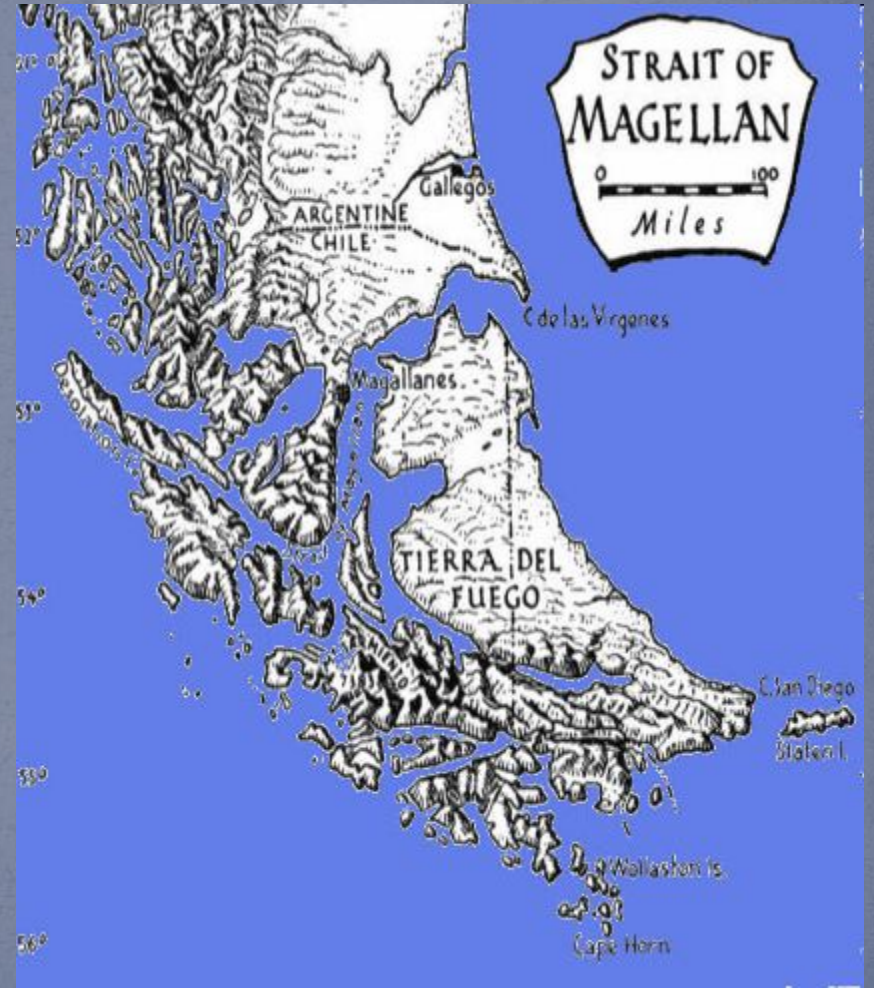 STRAIT OF
MAGELLAN
0 100
Miles
Gallegos
ARGENTINE
CHILE
52°
C de las Virgenes
Magallanes
53°
TIERRA DEL
FUEGO
54°
C. San Diego
Staten I.
55°
Wollaston Is.
56°
Cape Horn